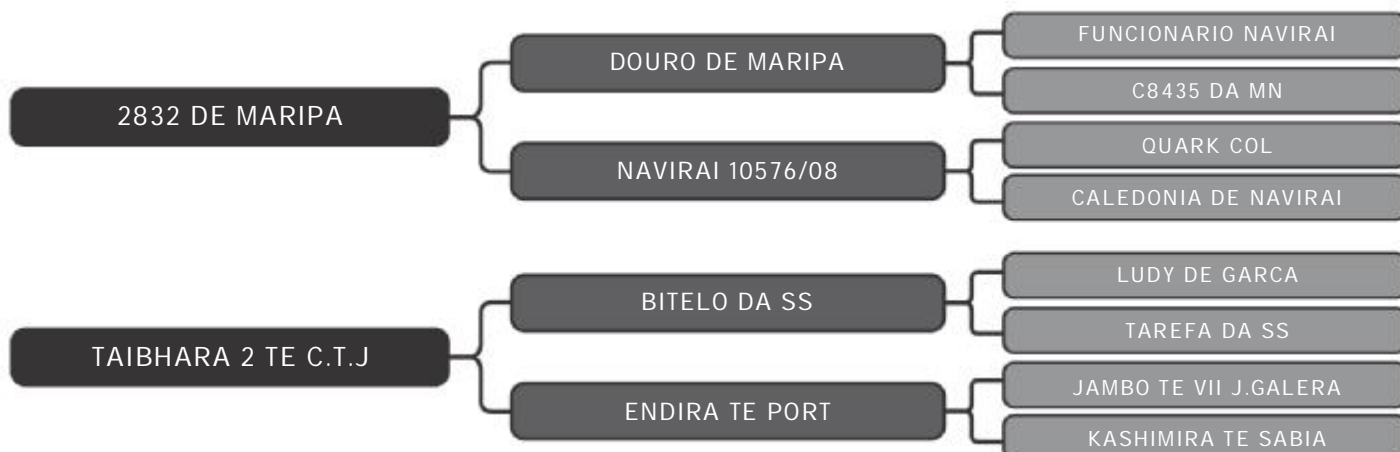 2832 DE MARIPA
DOURO DE MARIPA
FUNCIONARIO NAVIRAI
C8435 DA MN
NAVIRAI 10576/08
QUARK COL
CALEDONIA DE NAVIRAI
TAIBHARA 2 TE C.T.J
BITELO DA SS
LUDY DE GARCA
TAREFA DA SS
ENDIRA TE PORT
JAMBO TE VII J.GALERA
KASHIMIRA TE SABIA